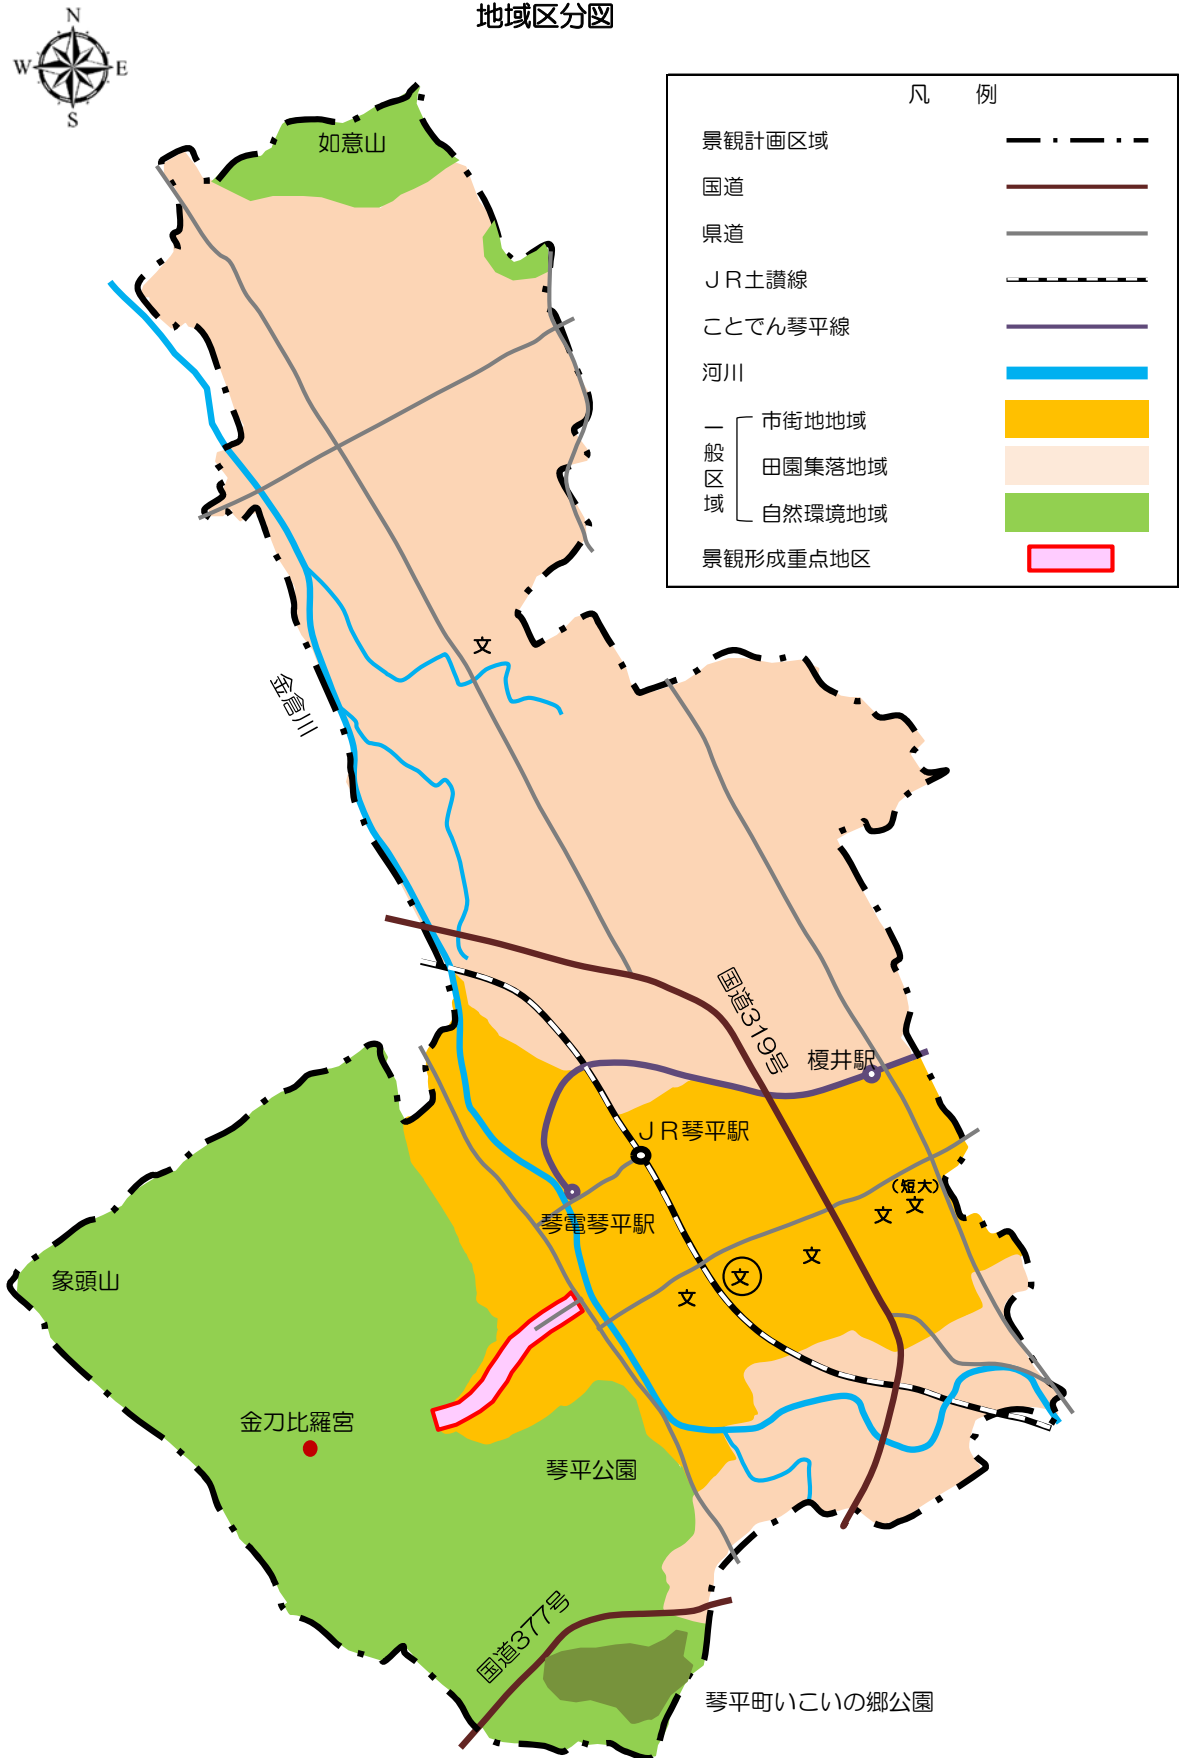 地域区分図
N
W
E
S
凡　例
景観計画区域
国道
県道
ＪＲ土讃線
ことでん琴平線
河川
一般区域
市街地地域
田園集落地域
自然環境地域
景観形成重点地区
如意山
文
金倉川
国道319号
榎井駅
ＪＲ琴平駅
(短大)
文
文
琴電琴平駅
文
文
文
象頭山
金刀比羅宮
琴平公園
国道377号
琴平町いこいの郷公園